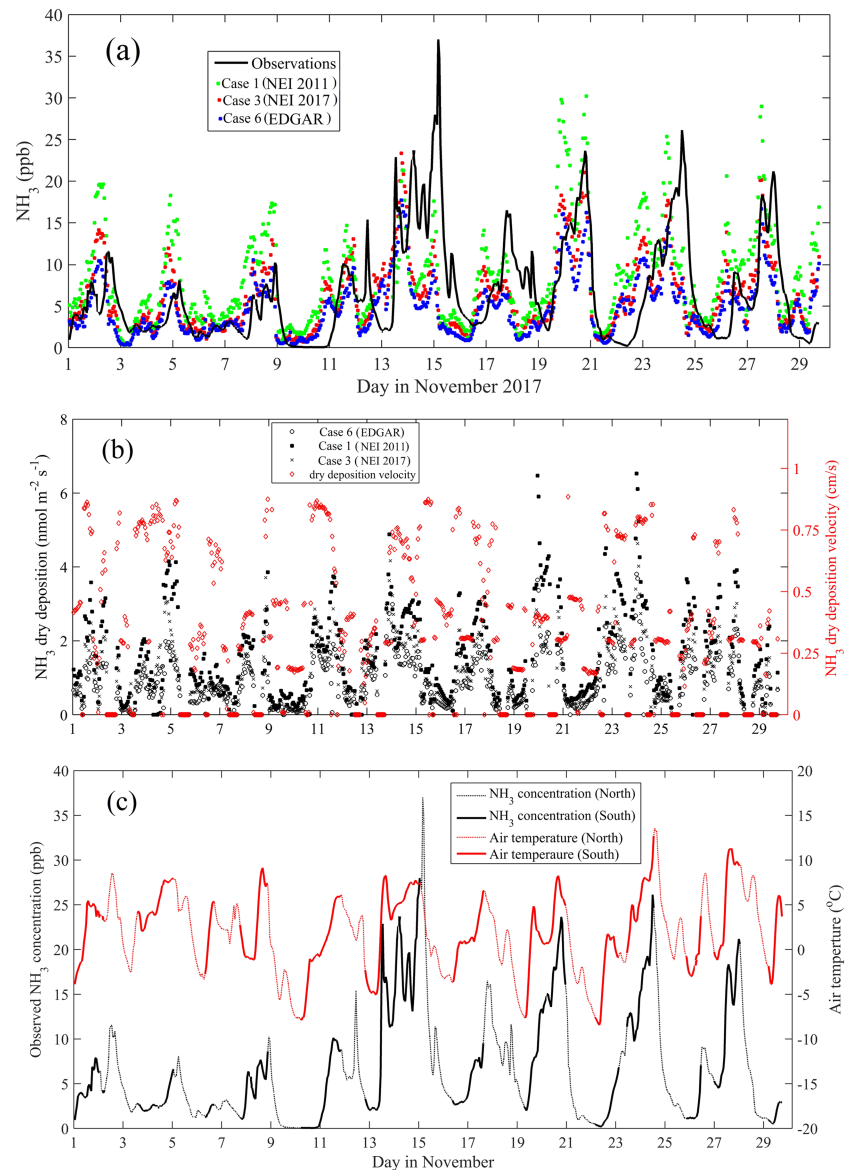 (a)
Observations
Case 1 (NEI 2011)
Case 3 (NEI 2017)
Case 6 (EDGAR)
NH3 (ppb)
40
35
30
25
20
15
10
5
0
1 3 5 7 9 11 13 15 17 19 21 23 25 27 29
Day in November 2017
(b)
Case 6 (EDGAR)
Case 1 (NEI 2011)
Case 3 (NEI 2017)
dry deposition velocity
NH3 dry deposition (nmol m-2 s-1)
8
6
4
2
0
NH3 dry deposition velocity (cm/s)
1
0.75
0.5
0.25
0
1 3 5 7 9 11 13 15 17 19 21 23 25 27 29
(c)
NH3 concentration (North)
NH3 concentration (South)
Air temperature (North)
Air temperaure (South)
Observed NH3 concentration (ppb)
40
35
30
25
20
15
10
5
0
Air temperture (°C)
20
15
10
5
0
-5
-10
-15
-20
1 3 5 7 9 11 13 15 17 19 21 23 25 27 29
Day in November